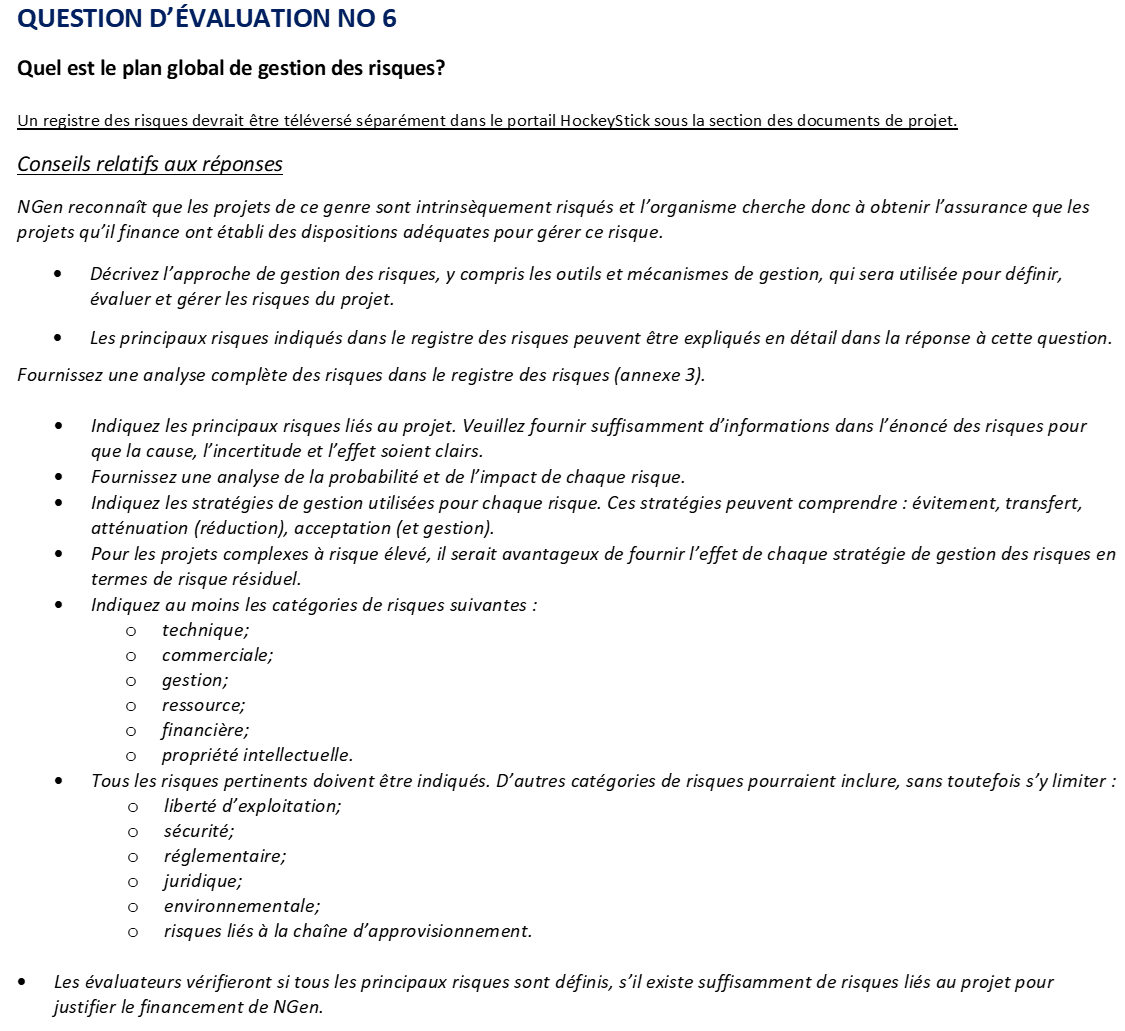 QUESTION D’ÉVALUATION NO 6
Quel est le plan global de gestion des risques?
Un registre des risques devrait être téléversé séparément dans le portail HockeyStick sous la section des documents de projet.
Conseils relatifs aux réponses
NGen reconnaît que les projets de ce genre sont intrinsèquement risqués et l’organisme cherche donc à obtenir l’assurance que les
projets qu’il finance ont établi des dispositions adéquates pour gérer ce risque.
• Décrivez l’approche de gestion des risques, y compris les outils et mécanismes de gestion, qui sera utilisée pour définir,
évaluer et gérer les risques du projet.
• Les principaux risques indiqués dans le registre des risques peuvent être expliqués en détail dans la réponse à cette question.
Fournissez une analyse complète des risques dans le registre des risques (annexe 3).
• Indiquez les principaux risques liés au projet. Veuillez fournir suffisamment d’informations dans l’énoncé des risques pour
que la cause, l’incertitude et l’effet soient clairs.
• Fournissez une analyse de la probabilité et de l’impact de chaque risque.
• Indiquez les stratégies de gestion utilisées pour chaque risque. Ces stratégies peuvent comprendre : évitement, transfert,
atténuation (réduction), acceptation (et gestion).
• Pour les projets complexes à risque élevé, il serait avantageux de fournir l’effet de chaque stratégie de gestion des risques en
termes de risque résiduel.
• Indiquez au moins les catégories de risques suivantes :
o technique;
o commerciale;
o gestion;
o ressource;
o financière;
o propriété intellectuelle.
• Tous les risques pertinents doivent être indiqués. D’autres catégories de risques pourraient inclure, sans toutefois s’y limiter :
o liberté d’exploitation;
o sécurité;
o réglementaire;
o juridique;
o environnementale;
o risques liés à la chaîne d’approvisionnement.
• Les évaluateurs vérifieront si tous les principaux risques sont définis, s’il existe suffisamment de risques liés au projet pour
justifier le financement de NGen.